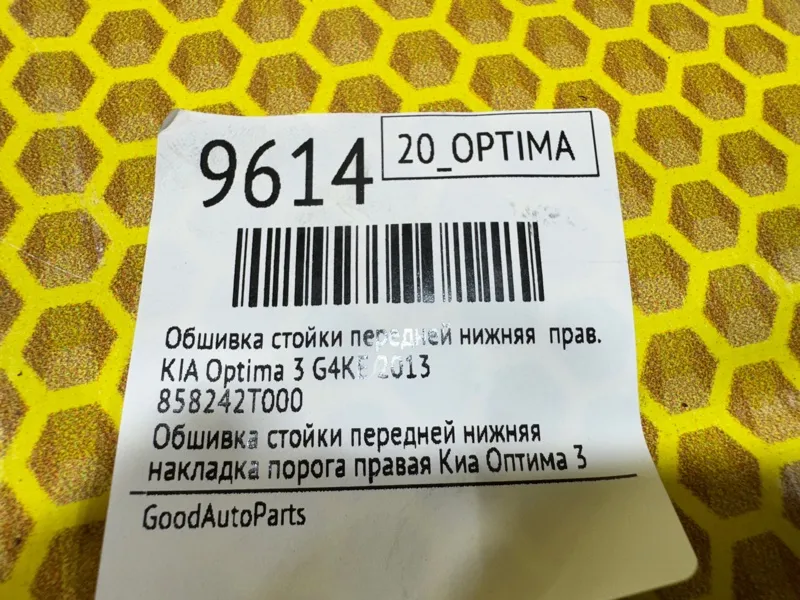 9614
20_OPTIMA
Обшивка стойки передней нижняя прав.
KIA Optima 3 2013
858242T000
Обшивка стойки передней нижняя
накладка порога правая Киа Оптима 3
GoodAutoParts